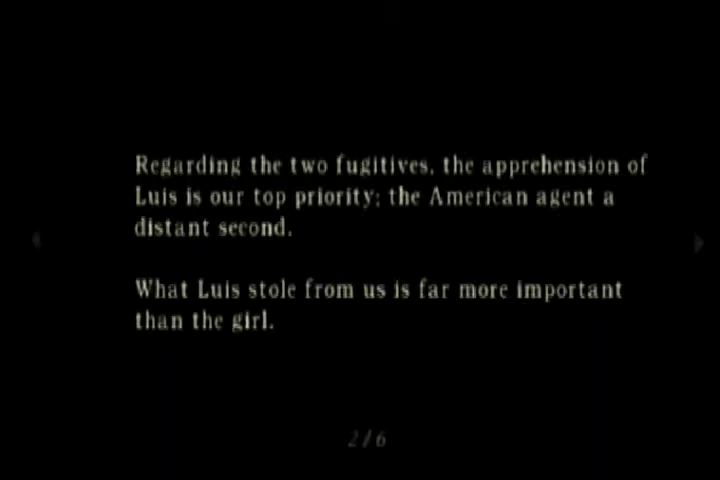 Regarding the two fugitives, the apprehension of
Luis is our top priority; the American agent a
distant second.
What Luis stole from us is far more important
than the girl.
2/6